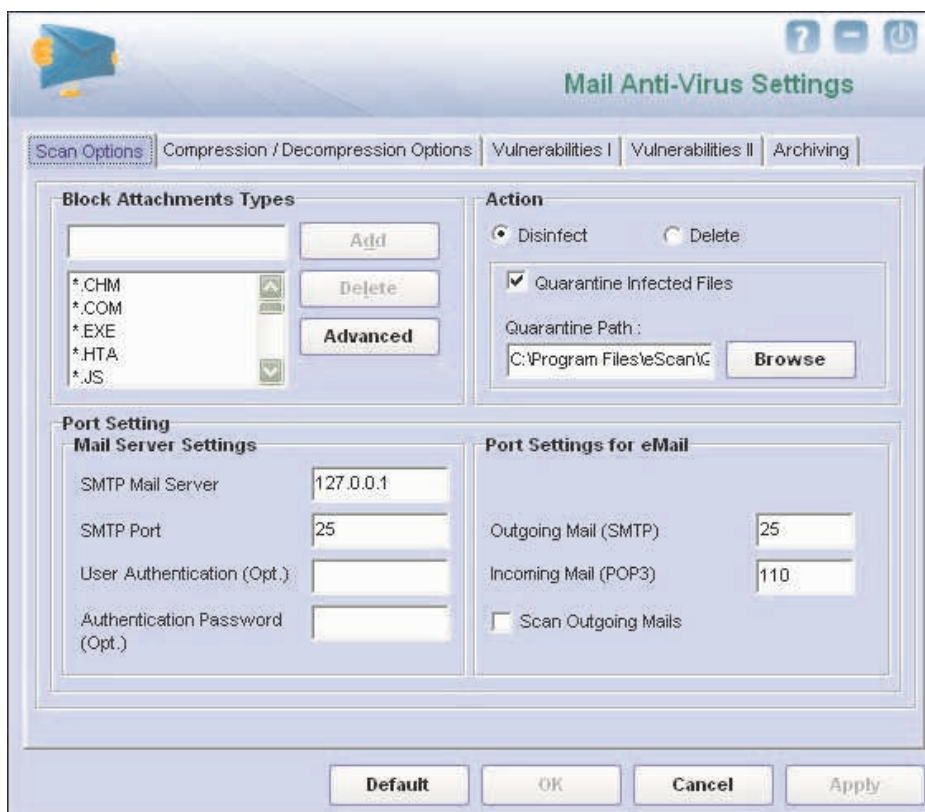 Mail Anti-Virus Settings
Scan Options
Compression / Decompression Options
Vulnerabilities I
Vulnerabilities II
Archiving
Block Attachments Types
Add
*.CHM
*.COM
*.EXE
*.HTA
*.JS
Delete
Advanced
Action
Disinfect
Delete
Quarantine Infected Files
Quarantine Path :
C:\Program Files\eScan\
Browse
Port Setting
Mail Server Settings
SMTP Mail Server
127.0.0.1
SMTP Port
25
User Authentication (Opt.)
Authentication Password
(Opt.)
Port Settings for eMail
Outgoing Mail (SMTP)
25
Incoming Mail (POP3)
110
Scan Outgoing Mails
Default
OK
Cancel
Apply